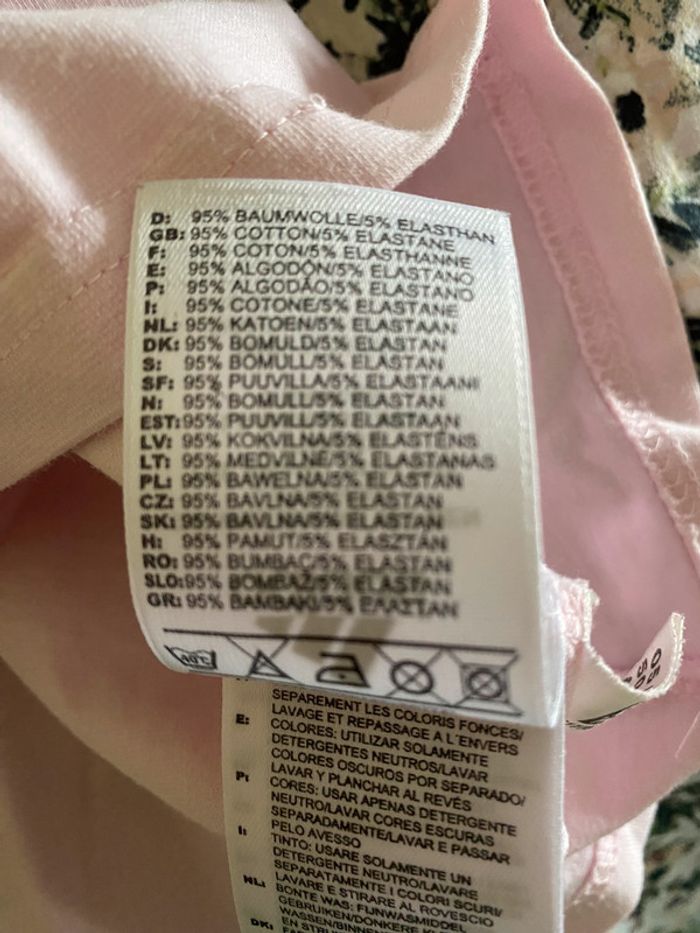 D: 95% BAUMWOLLE/5% ELASTHAN
GB: 95% COTTON/5% ELASTANE
F: 95% COTON/5% ELASTHANNE
E: 95% ALGODÓN/5% ELASTANO
P: 95% ALGODÃO/5% ELASTANO
I: 95% COTONE/5% ELASTANE
NL: 95% KATOEN/5% ELASTAAN
DK: 95% BOMULD/5% ELASTAN
S: 95% BOMULL/5% ELASTAN
SF: 95% PUUVILLA/5% ELASTAANI
N: 95% BOMULL/5% ELASTAN
EST: 95% PUUVILL/5% ELASTAAN
LV: 95% KOKVILNA/5% ELASTĒNS
LT: 95% MEDVILNĖ/5% ELASTANAS
PL: 95% BAWEŁNA/5% ELASTAN
CZ: 95% BAVLNA/5% ELASTAN
SK: 95% BAVLNA/5% ELASTAN
H: 95% PAMUT/5% ELASZTÁN
RO: 95% BUMBAC/5% ELASTAN
SLO: 95% BOMBAŽ/5% ELASTAN
GR: 95% BAMBAKI/5% ΕΛΑΣΤΑΝ
40°C
SEPAREMENT LES COLORIS FONCES/
LAVAGE ET REPASSAGE A L'ENVERS
E: COLORES: UTILIZAR SOLAMENTE
DETERGENTES NEUTROS/LAVAR
COLORES OSCUROS POR SEPARADO/
LAVAR Y PLANCHAR AL REVÉS
P: CORES: USAR APENAS DETERGENTE
NEUTRO/LAVAR CORES ESCURAS
SEPARADAMENTE/LAVAR E PASSAR
PELO AVESSO
I: TINTO: USARE SOLAMENTE UN
DETERGENTE NEUTRO/LAVARE
SEPARATAMENTE I COLORI SCURI/
LAVARE E STIRARE AL ROVESCIO
NL: BONTE WAS: FIJNWASMIDDEL
GEBRUIKEN/DONKERE
WASSEN/
DK: